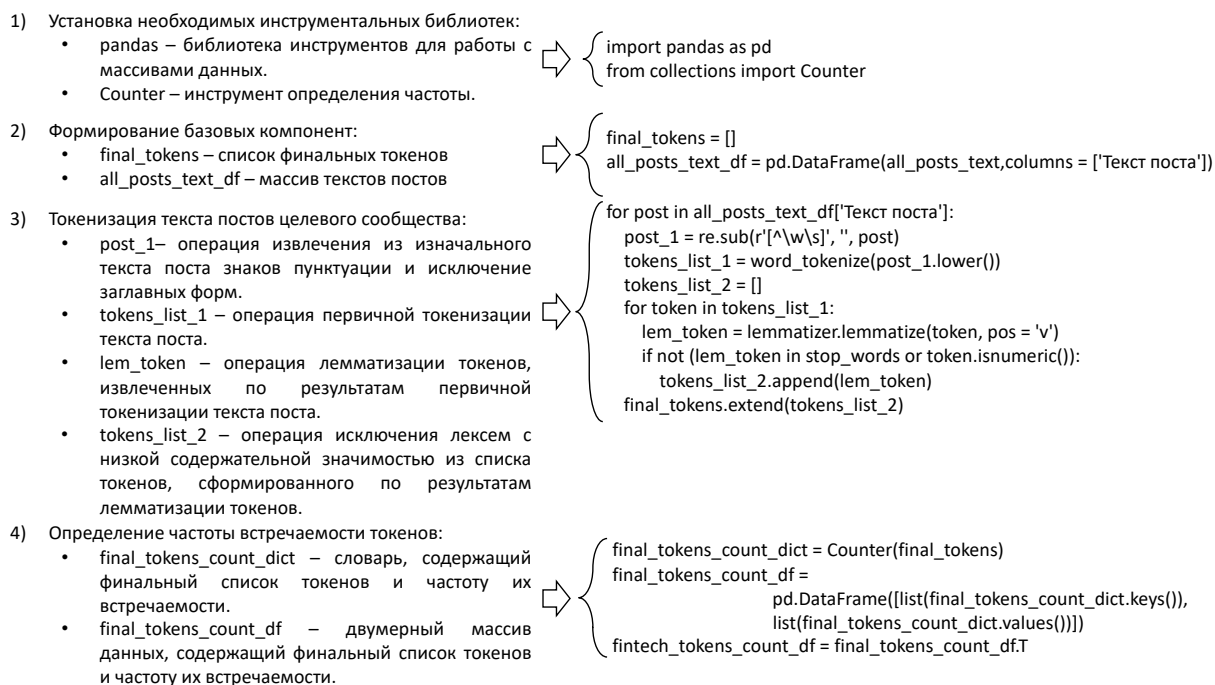 1) Установка необходимых инструментальных библиотек:
• pandas – библиотека инструментов для работы с
массивами данных.
• Counter – инструмент определения частоты.
import pandas as pd
from collections import Counter
2) Формирование базовых компонент:
• final_tokens – список финальных токенов
• all_posts_text_df – массив текстов постов
final_tokens = []
all_posts_text_df = pd.DataFrame(all_posts_text,columns = ['Текст поста'])
3) Токенизация текста постов целевого сообщества:
• post_1– операция извлечения из изначального
текста поста знаков пунктуации и исключение
заглавных форм.
• tokens_list_1 – операция первичной токенизации
текста поста.
• lem_token – операция лемматизации токенов,
извлеченных по результатам первичной
токенизации текста поста.
• tokens_list_2 – операция исключения лексем с
низкой содержательной значимостью из списка
токенов, сформированного по результатам
лемматизации токенов.
for post in all_posts_text_df['Текст поста']:
post_1 = re.sub(r'[^\w\s]', '', post)
tokens_list_1 = word_tokenize(post_1.lower())
tokens_list_2 = []
for token in tokens_list_1:
lem_token = lemmatizer.lemmatize(token, pos = 'v')
if not (lem_token in stop_words or token.isnumeric()):
tokens_list_2.append(lem_token)
final_tokens.extend(tokens_list_2)
4) Определение частоты встречаемости токенов:
• final_tokens_count_dict – словарь, содержащий
финальный список токенов и частоту их
встречаемости.
• final_tokens_count_df – двумерный массив
данных, содержащий финальный список токенов
и частоту их встречаемости.
final_tokens_count_dict = Counter(final_tokens)
final_tokens_count_df =
pd.DataFrame([list(final_tokens_count_dict.keys()),
list(final_tokens_count_dict.values())])
fintech_tokens_count_df = final_tokens_count_df.T